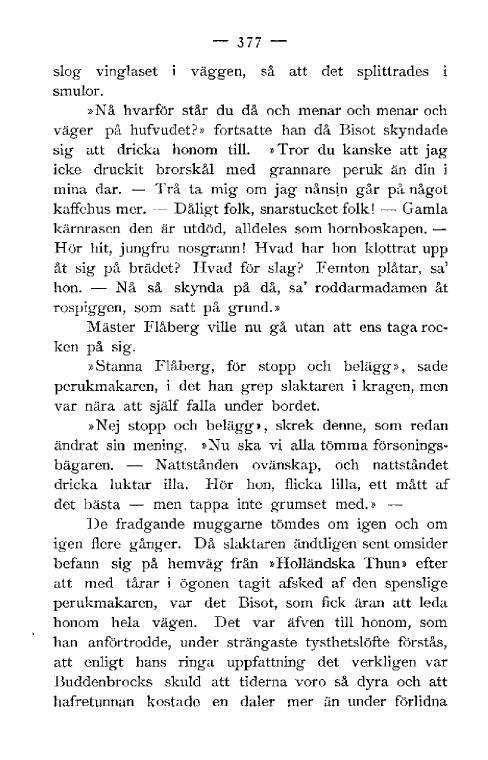 — 377 —
slog vinglaset i väggen, så att det splittrades i
smulor.
»Nå hvarför står du då och menar och menar och
väger på hufvudet?» fortsatte han då Bisot skyndade
sig att dricka honom till. »Tror du kanske att jag
icke druckit brorskål med grannare peruk än din i
mina dar. — Trå ta mig om jag nånsin går på något
kaffehus mer. — Dåligt folk, snarstucket folk! — Gamla
kärnrasen den är utdöd, alldeles som hornboskapen. —
Hör hit, jungfru nosgrann! Hvad har hon klottrat upp
åt sig på brädet? Hvad för slag? Femton plåtar, sa'
hon. — Nå så skynda på då, sa' roddarmadamen åt
rospiggen, som satt på grund.»
Mäster Flåberg ville nu gå utan att ens taga roc-
ken på sig.
»Stanna Flåberg, för stopp och belägg», sade
perukmakaren, i det han grep slaktaren i kragen, men
var nära att själf falla under bordet.
»Nej stopp och belägg», skrek denne, som redan
ändrat sin mening. »Nu ska vi alla tömma försonings-
bägaren. — Nattstånden ovänskap, och nattståndet
dricka luktar illa. Hör hon, flicka lilla, ett mått af
det bästa — men tappa inte grumset med.» —
De fradgande muggarne tömdes om igen och om
igen flere gånger. Då slaktaren ändtligen sent omsider
befann sig på hemväg från »Holländska Thun» efter
att med tårar i ögonen tagit afsked af den spenslige
perukmakaren, var det Bisot, som fick äran att leda
honom hela vägen. Det var äfven till honom, som
han anförtrodde, under strängaste tysthetslöfte förstås,
att enligt hans ringa uppfattning det verkligen var
Buddenbrocks skuld att tiderna voro så dyra och att
hafretunnan kostade en daler mer än under förlidna